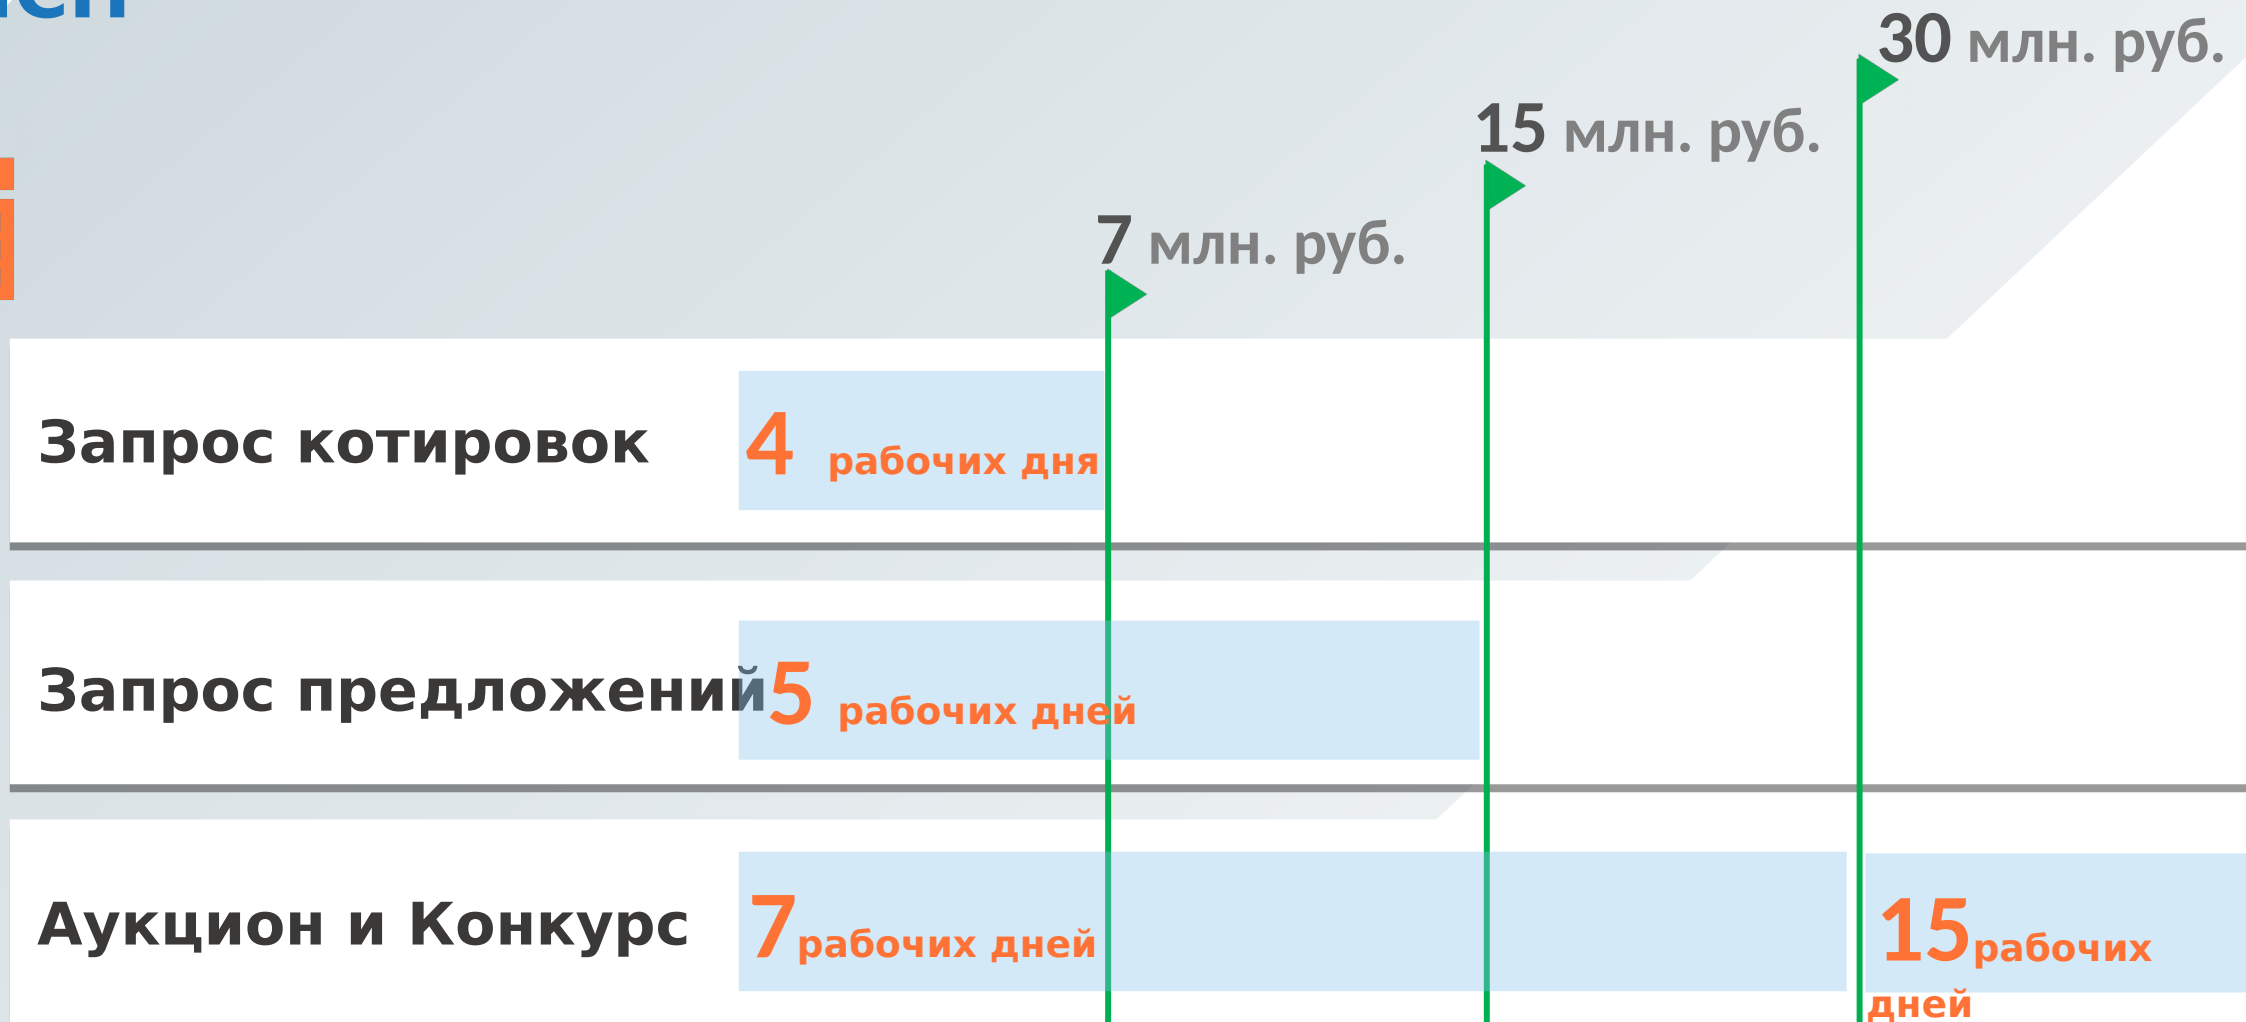 30 млн. руб.
15 млн. руб.
7 млн. руб.
Запрос котировок 4 рабочих дня
Запрос предложений 5 рабочих дней
Аукцион и Конкурс 7 рабочих дней 15 рабочих
дней